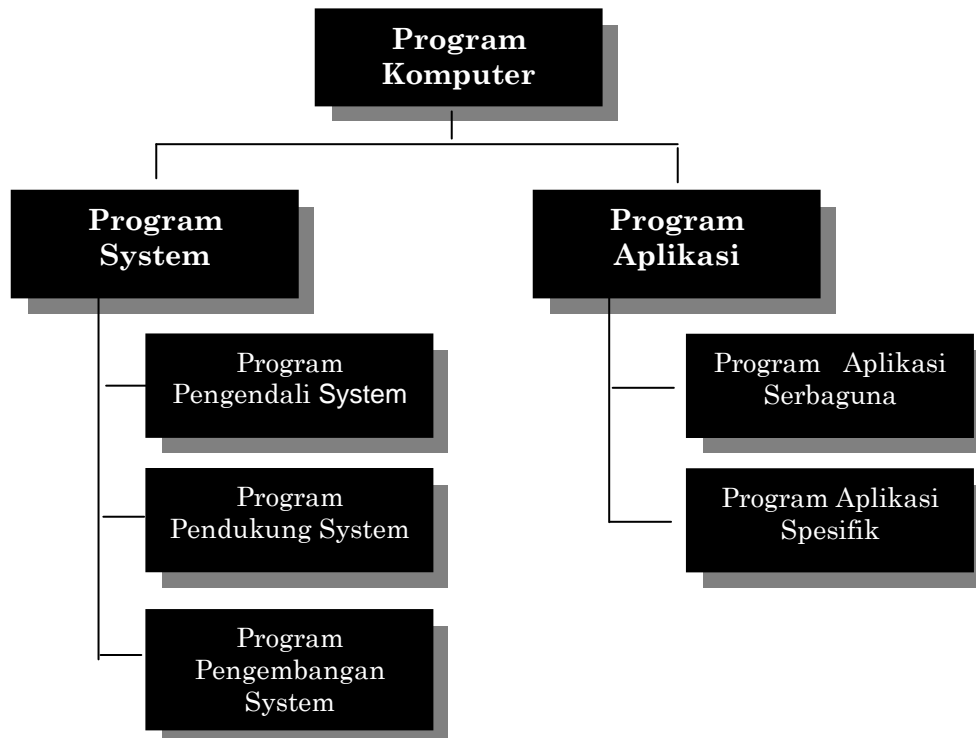 Program
Komputer
Program
System
Program
Aplikasi
Program
Pengendali System
Program
Pendukung System
Program
Pengembangan
System
Program Aplikasi
Serbaguna
Program Aplikasi
Spesifik